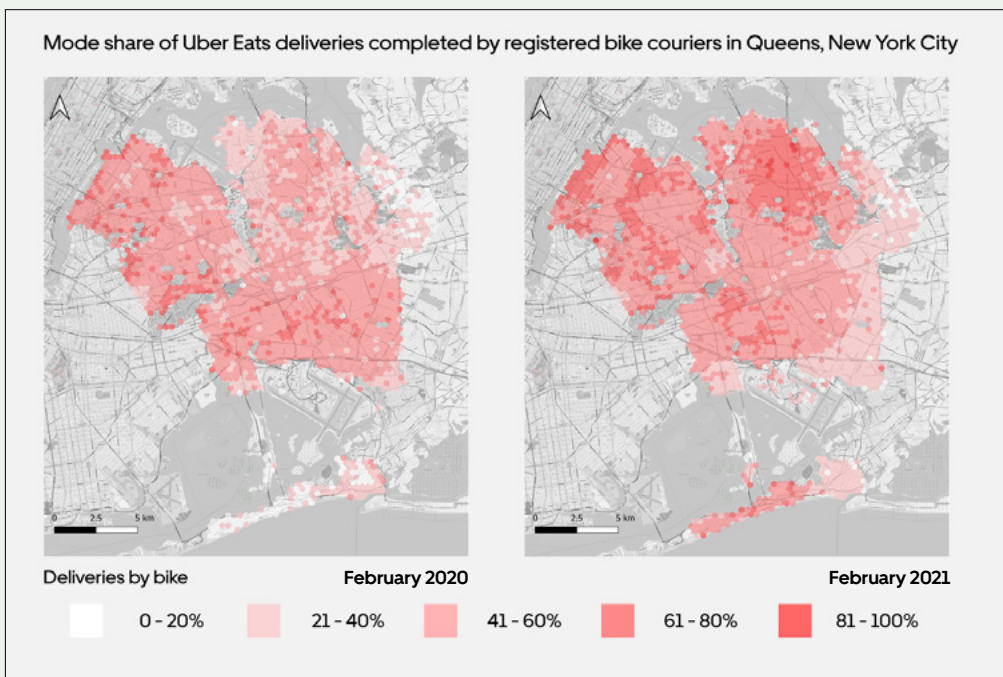 Mode share of Uber Eats deliveries completed by registered bike couriers in Queens, New York City
0 2.5 5 km
0 2.5 5 km
Deliveries by bike
February 2020
February 2021
0 - 20%
21 - 40%
41 - 60%
61 - 80%
81 - 100%